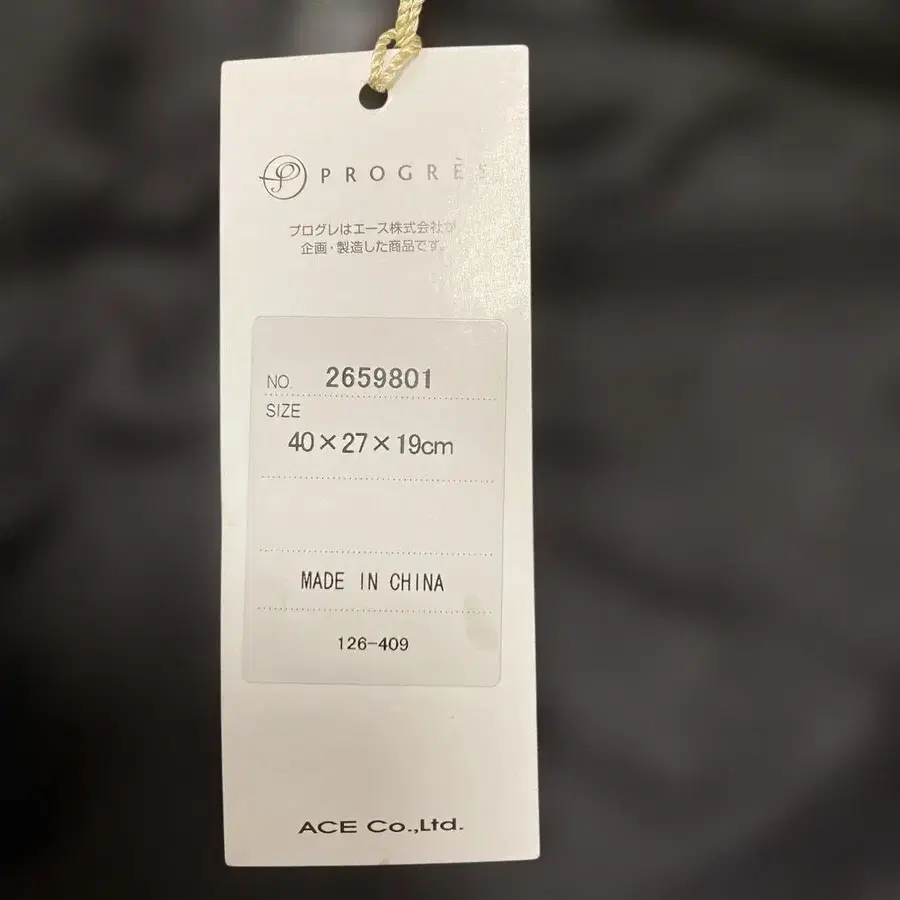 PROGRÈS
プログレはエース株式会社が
企画・製造した商品です。
NO. 2659801
SIZE
40×27×19cm
MADE IN CHINA
126-409
ACE Co.,Ltd.